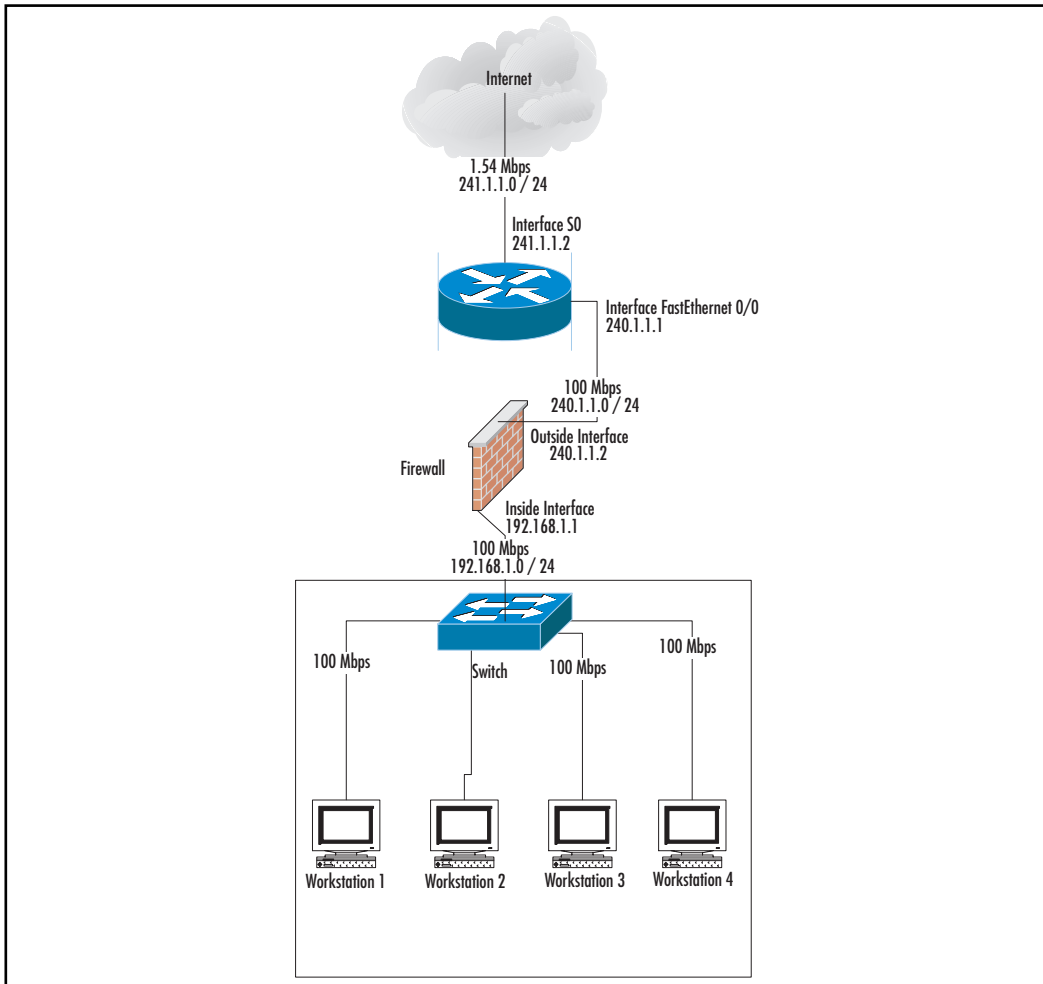 Internet
1.54 Mbps
241.1.1.0 / 24
Interface S0
241.1.1.2
Interface FastEthernet 0/0
240.1.1.1
100 Mbps
240.1.1.0 / 24
Outside Interface
240.1.1.2
Firewall
Inside Interface
192.168.1.1
100 Mbps
192.168.1.0 / 24
100 Mbps
Switch
100 Mbps
100 Mbps
Workstation 1
Workstation 2
Workstation 3
Workstation 4